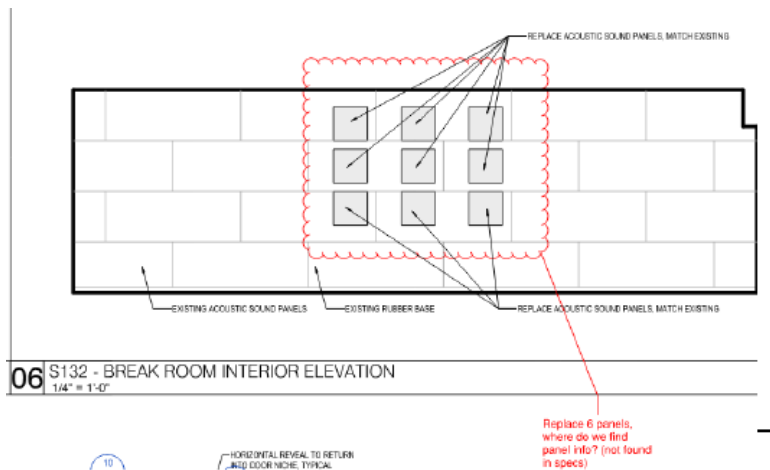 REPLACE ACOUSTIC SOUND PANELS, MATCH EXISTING
EXISTING ACOUSTIC SOUND PANELS
EXISTING RUBBER BASE
REPLACE ACOUSTIC SOUND PANELS, MATCH EXISTING
06
S132 - BREAK ROOM INTERIOR ELEVATION
1/4" = 1'-0"
Replace 6 panels,
where do we find
panel info? (not found
in specs)
10
HORIZONTAL REVEAL TO RETURN
INTO DOOR NICHE, TYPICAL